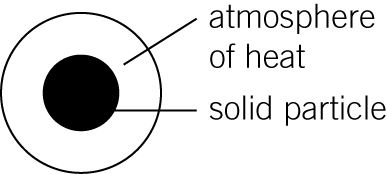 atmosphere
of heat
solid particle